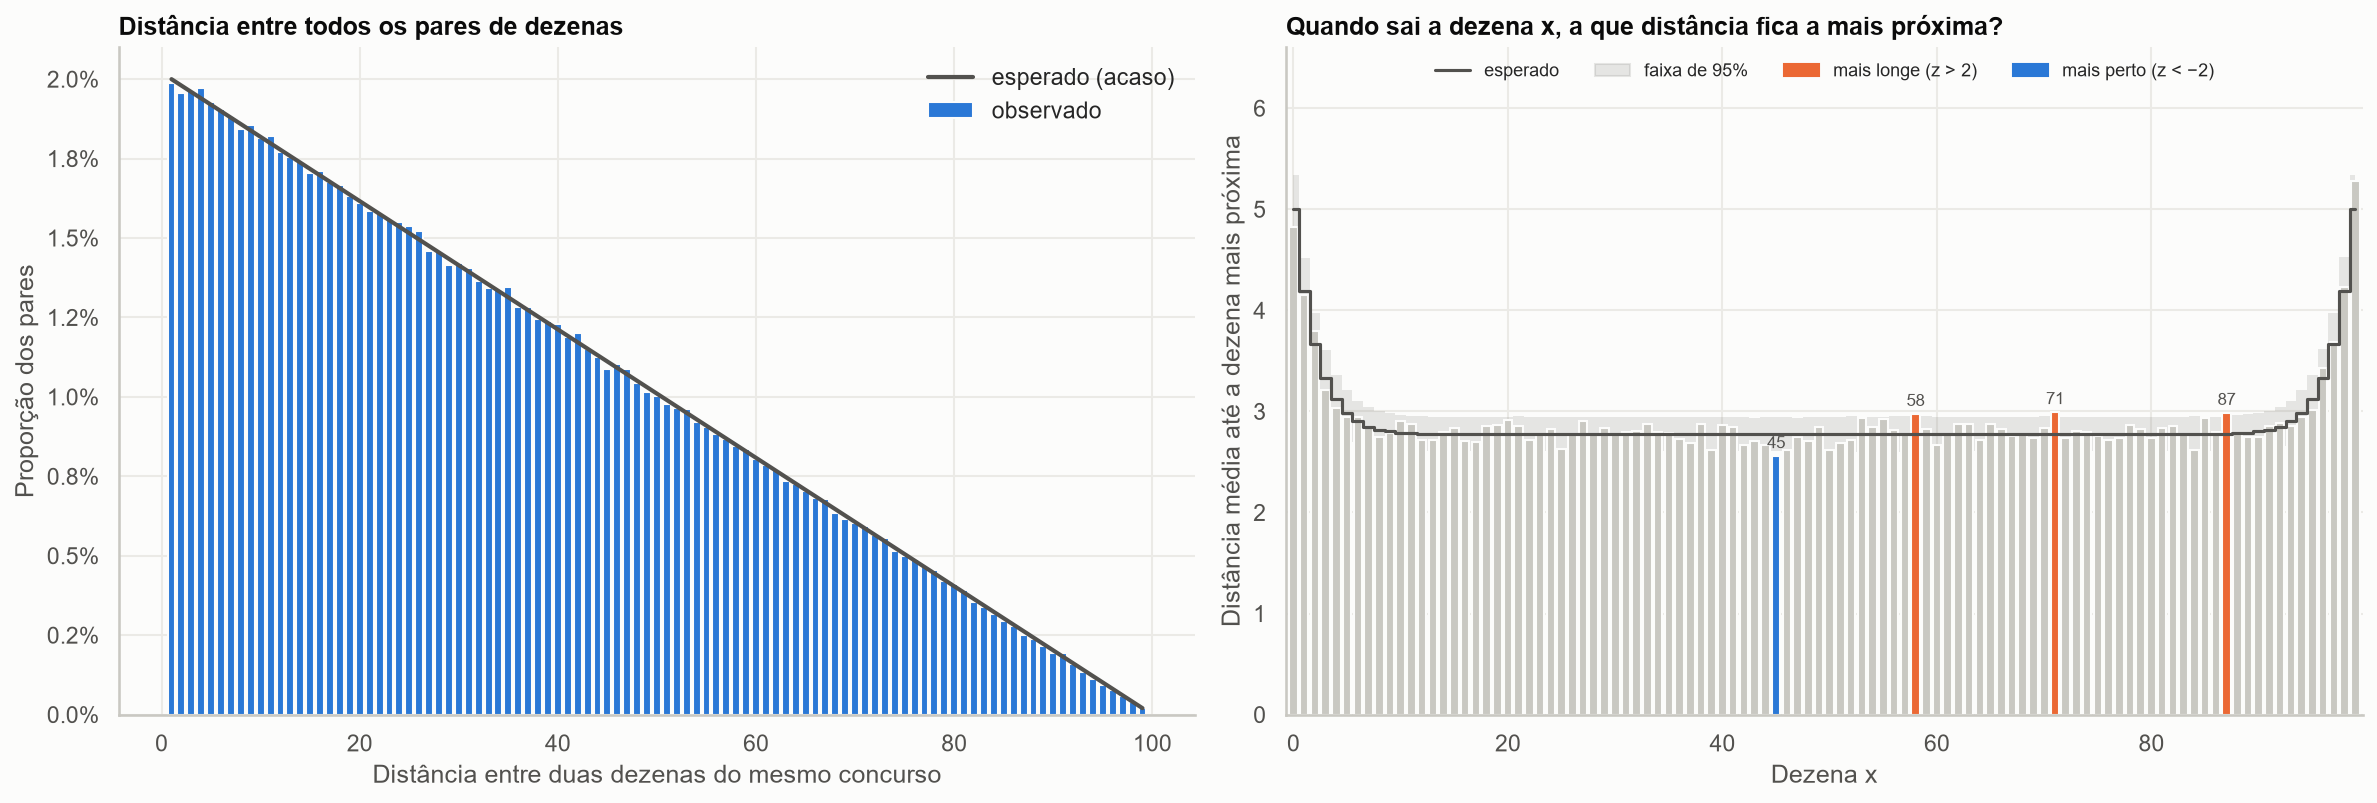 Distância entre todos os pares de dezenas
esperado (acaso)
observado
2.0%
1.8%
1.5%
1.2%
1.0%
0.8%
0.5%
0.2%
0.0%
Proporção dos pares
0 20 40 60 80 100
Distância entre duas dezenas do mesmo concurso
Quando sai a dezena x, a que distância fica a mais próxima?
esperado faixa de 95% mais longe (z > 2) mais perto (z < −2)
6
5
4
3
2
1
0
Distância média até a dezena mais próxima
45 58 71 87
0 20 40 60 80
Dezena x